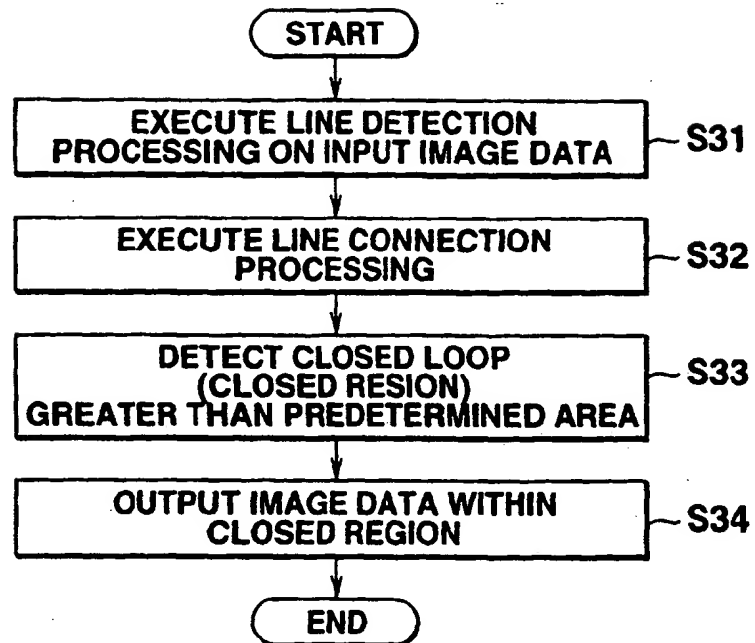 START
EXECUTE LINE DETECTION
PROCESSING ON INPUT IMAGE DATA
S31
EXECUTE LINE CONNECTION
PROCESSING
S32
DETECT CLOSED LOOP
(CLOSED RESION)
GREATER THAN PREDETERMINED AREA
S33
OUTPUT IMAGE DATA WITHIN
CLOSED REGION
S34
END